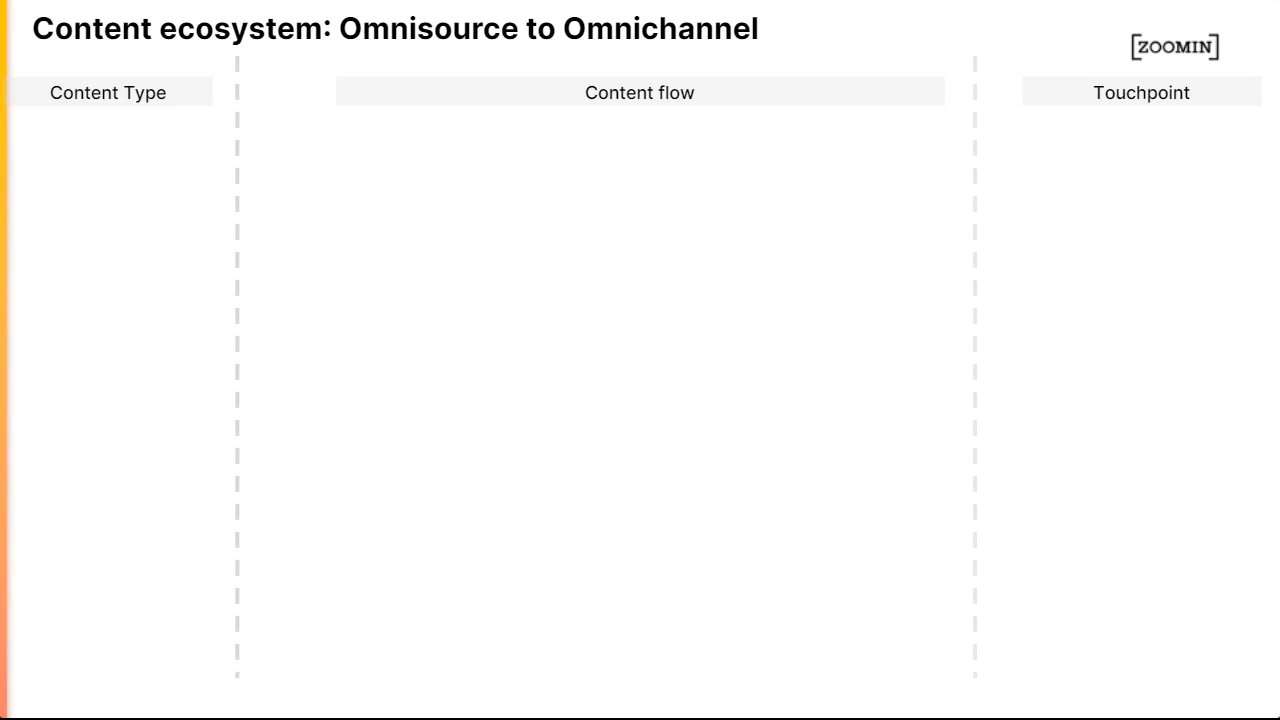 Content ecosystem: Omnisource to Omnichannel
[ZOOMIN]
Content Type
Content flow
Touchpoint